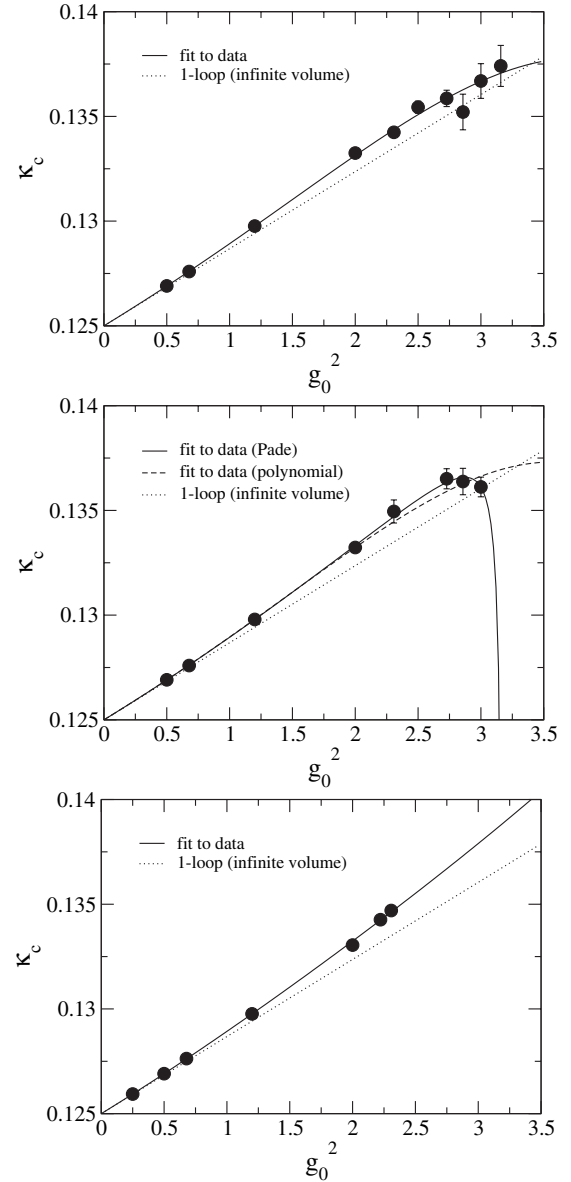 0.14
fit to data
1-loop (infinite volume)
0.135
κc
0.13
0.125
0 0.5 1 1.5 2 2.5 3 3.5
g0^2
0.14
fit to data (Pade)
fit to data (polynomial)
1-loop (infinite volume)
0.135
κc
0.13
0.125
0 0.5 1 1.5 2 2.5 3 3.5
g0^2
0.14
fit to data
1-loop (infinite volume)
0.135
κc
0.13
0.125
0 0.5 1 1.5 2 2.5 3 3.5
g0^2